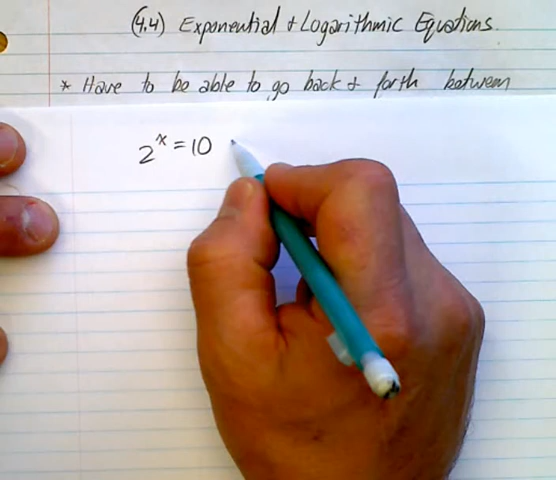 (4.4) Exponential + Logarithmic Equations.
* Have to be able to go back + forth between
2^x = 10